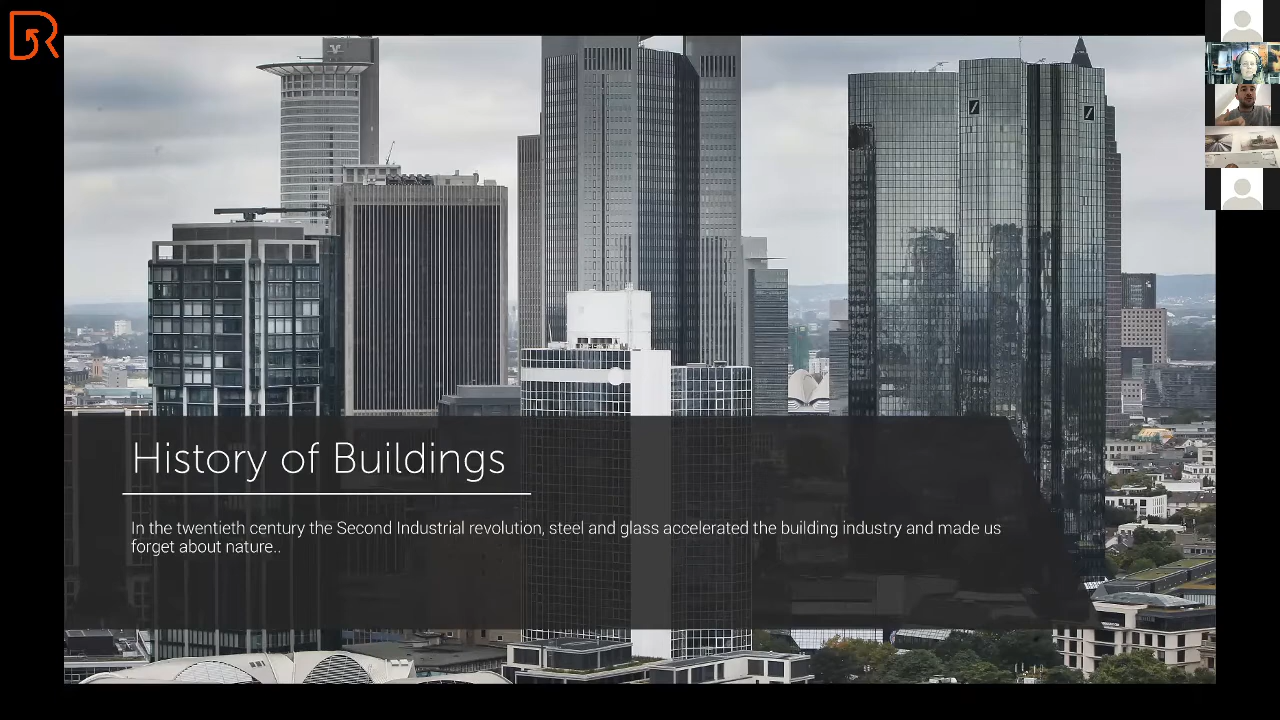 History of Buildings
In the twentieth century the Second Industrial revolution, steel and glass accelerated the building industry and made us
forget about nature..